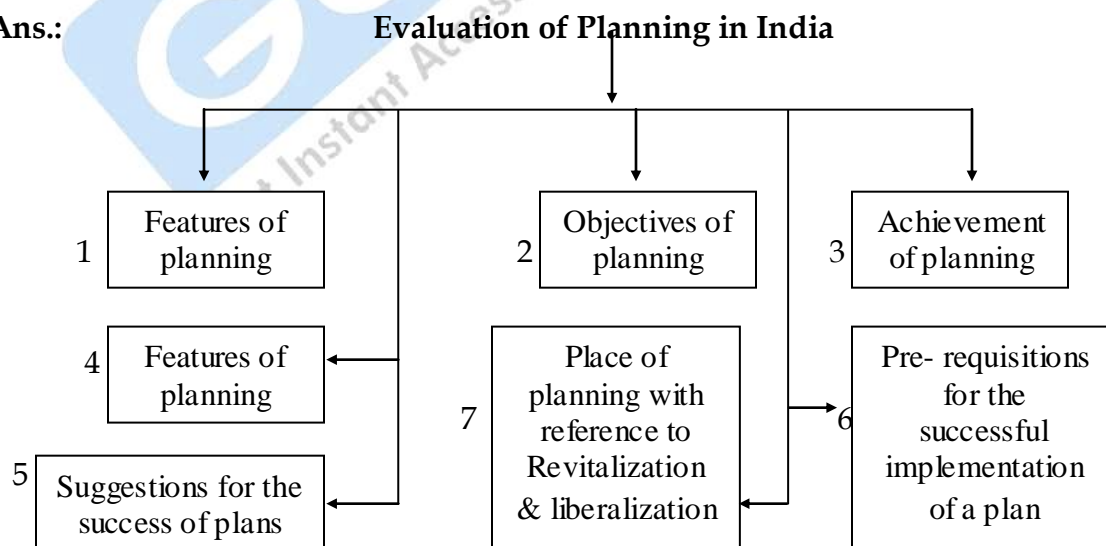 Ans.: Evaluation of Planning in India
t Instant Acces
1 Features of
planning
2 Objectives of
planning
3 Achievement
of planning
4 Features of
planning
5 Suggestions for the
success of plans
6 Pre- requisitions
for the
successful
implementation
of a plan
7 Place of
planning with
reference to
Revitalization
& liberalization